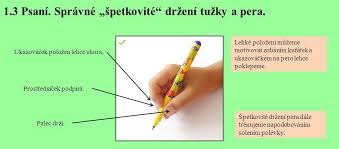 1.3 Psaní. Správné „špetkovité“ držení tužky a pera.
Ukazováček položen lehce shora,
Prostředníček podpírá
Palec drží.
Lehké položení můžeme
motivovat zobáním kuřátek a
ukazováčkem na pero lehce
poklepeme.
Špetkovité držení pera dále
trénujeme napodobováním
solením polévky.